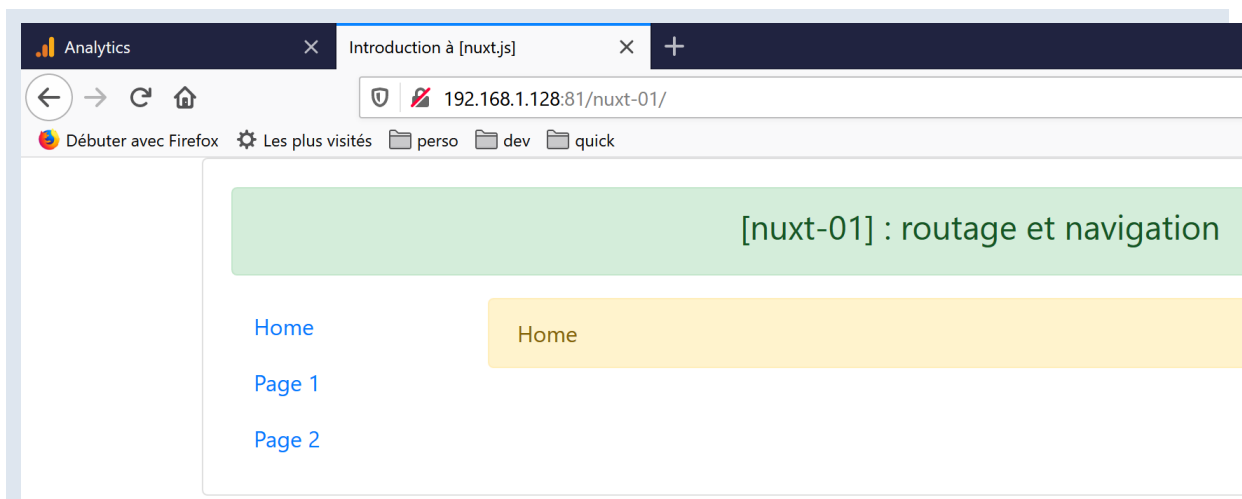 Analytics
Introduction à [nuxt.js]
192.168.1.128:81/nuxt-01/
Débuter avec Firefox Les plus visités perso dev quick
[nuxt-01] : routage et navigation
Home
Home
Page 1
Page 2